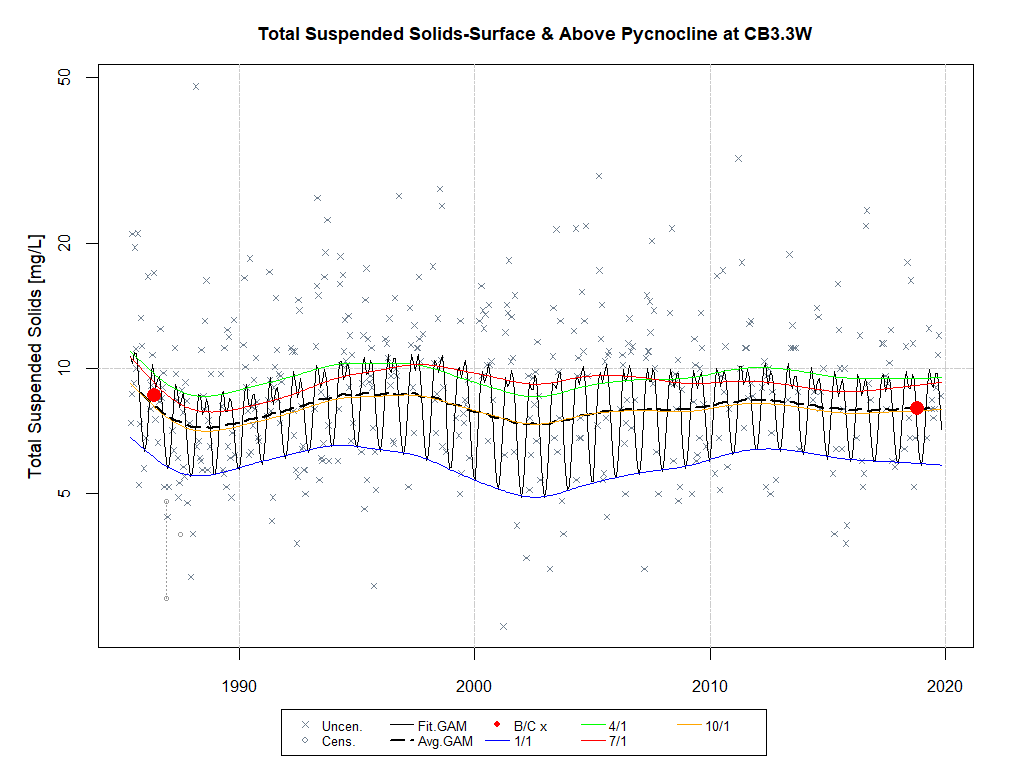 Total Suspended Solids-Surface & Above Pycnocline at CB3.3W
Total Suspended Solids [mg/L]
50
20
10
5
1990 2000 2010 2020
Uncen. Fit.GAM B/C x 4/1 10/1
Cens. Avg.GAM 1/1 7/1